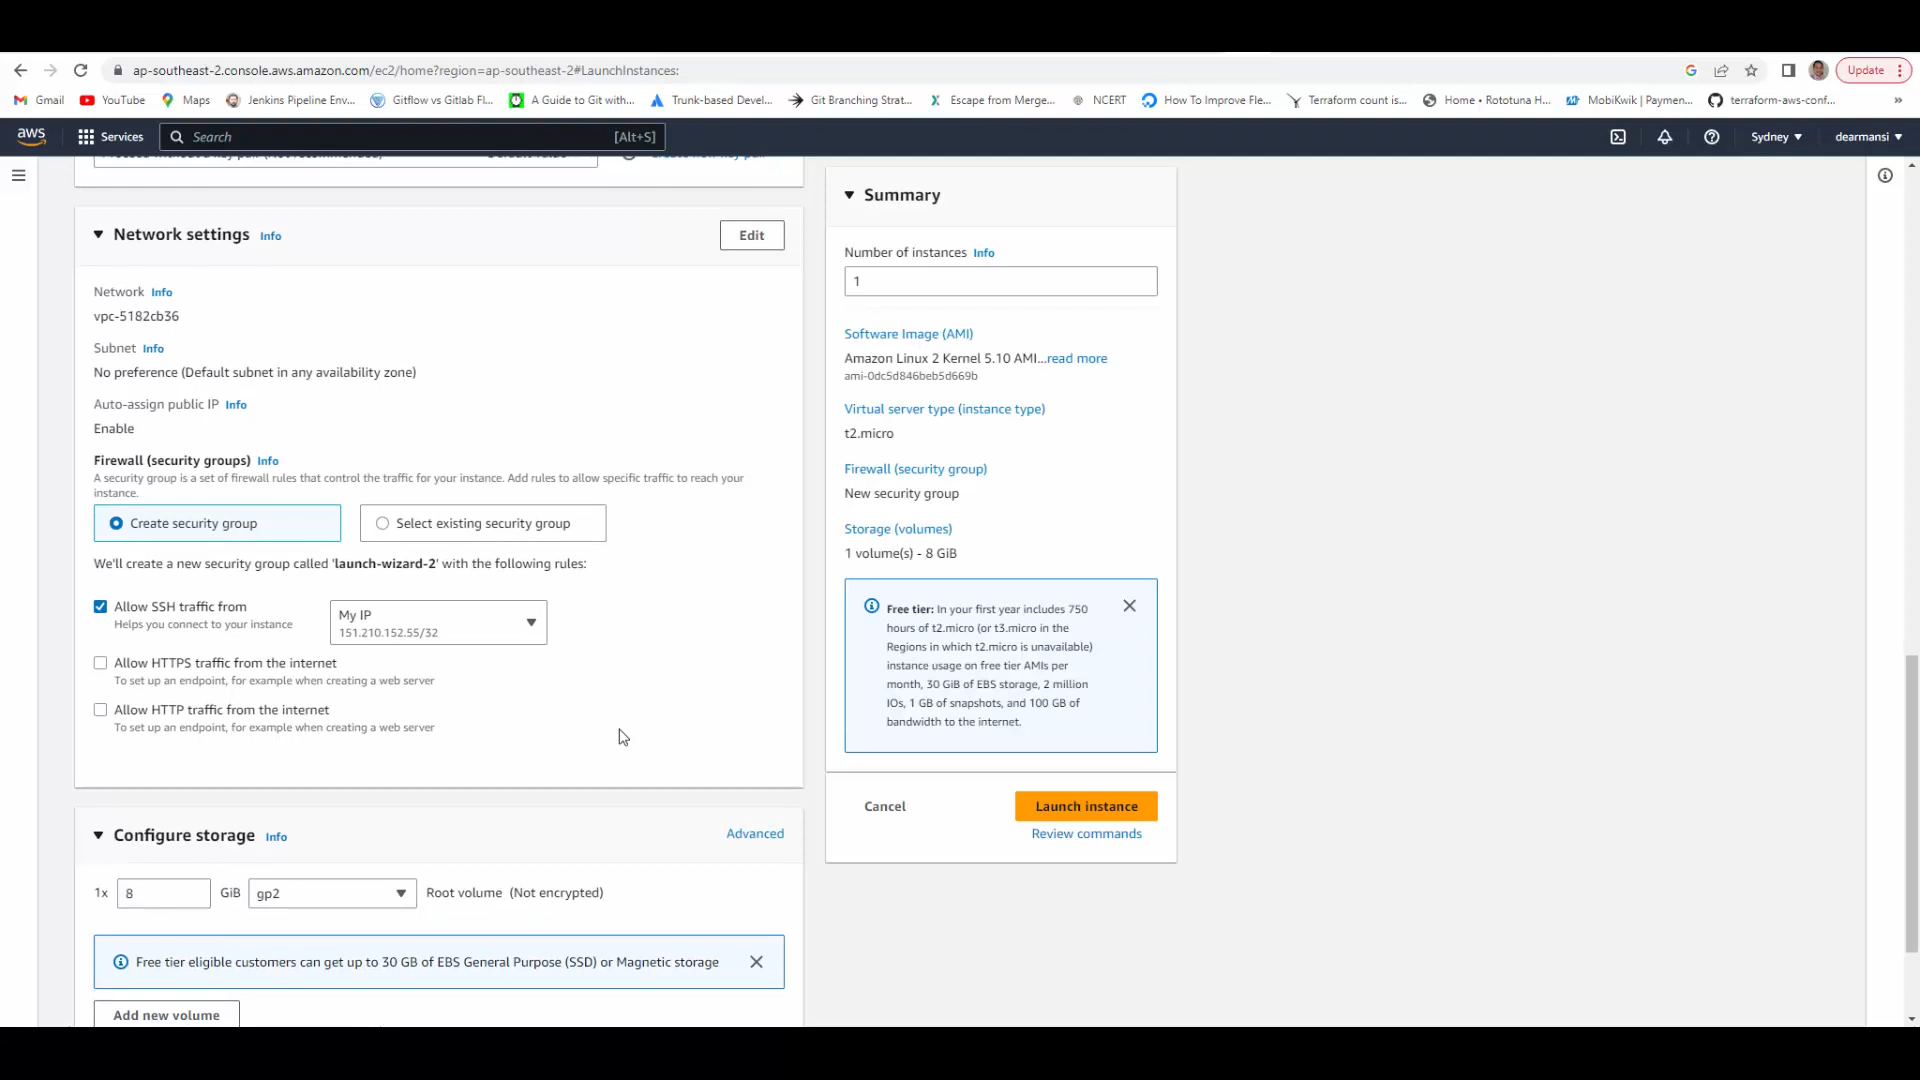 ap-southeast-2.console.aws.amazon.com/ec2/home?region=ap-southeast-2#LaunchInstances:
Update
Gmail
YouTube
Maps
Jenkins Pipeline Env...
Gitflow vs Gitlab Fl...
A Guide to Git with...
Trunk-based Devel...
Git Branching Strat...
Escape from Merge...
NCERT
How To Improve Fle...
Terraform count is...
Home • Rototuna H...
MobiKwik | Paymen...
terraform-aws-conf...
»
aws
Services
Search
[Alt+S]
Sydney
dearmansi
Network settings Info
Edit
Network Info
vpc-5182cb36
Subnet Info
No preference (Default subnet in any availability zone)
Auto-assign public IP Info
Enable
Firewall (security groups) Info
A security group is a set of firewall rules that control the traffic for your instance. Add rules to allow specific traffic to reach your
instance.
Create security group
Select existing security group
We'll create a new security group called 'launch-wizard-2' with the following rules:
Allow SSH traffic from
Helps you connect to your instance
My IP
151.210.152.55/32
Allow HTTPS traffic from the internet
To set up an endpoint, for example when creating a web server
Allow HTTP traffic from the internet
To set up an endpoint, for example when creating a web server
Configure storage Info
Advanced
1x 8 GiB gp2 Root volume (Not encrypted)
Free tier eligible customers can get up to 30 GB of EBS General Purpose (SSD) or Magnetic storage
Add new volume
Summary
Number of instances Info
1
Software Image (AMI)
Amazon Linux 2 Kernel 5.10 AMI...read more
ami-0dc5d846beb5d669b
Virtual server type (instance type)
t2.micro
Firewall (security group)
New security group
Storage (volumes)
1 volume(s) - 8 GiB
Free tier: In your first year includes 750
hours of t2.micro (or t3.micro in the
Regions in which t2.micro is unavailable)
instance usage on free tier AMIs per
month, 30 GiB of EBS storage, 2 million
IOs, 1 GB of snapshots, and 100 GB of
bandwidth to the internet.
Cancel
Launch instance
Review commands